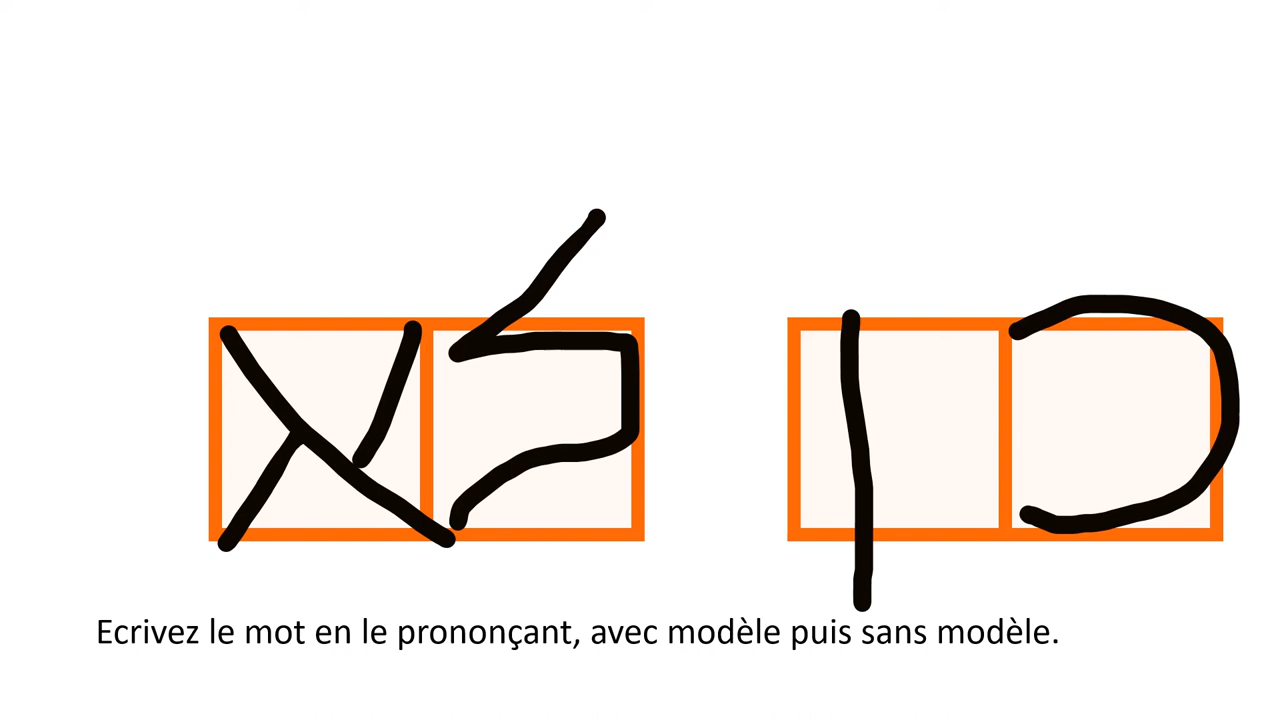 כן לא
Ecrivez le mot en le prononçant, avec modèle puis sans modèle.